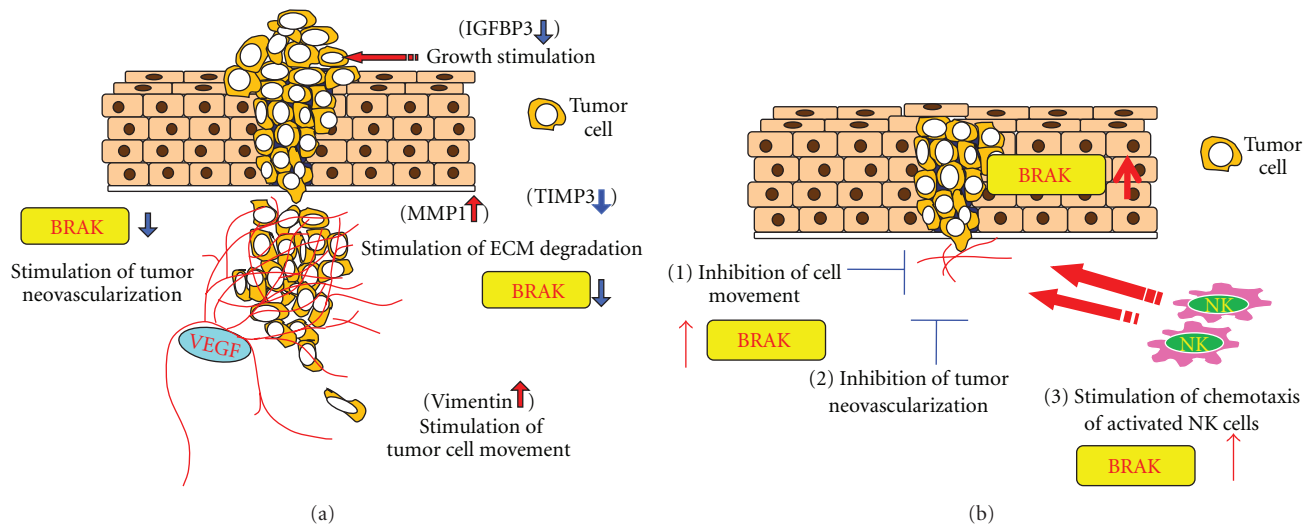 (IGFBP3)
Growth stimulation
Tumor
cell
(MMP1)
(TIMP3)
BRAK
Stimulation of ECM degradation
Stimulation of tumor
neovascularization
BRAK
VEGF
(Vimentin)
Stimulation of
tumor cell movement
(a)
BRAK
Tumor
cell
(1) Inhibition of cell
movement
BRAK
NK
NK
(2) Inhibition of tumor
neovascularization
(3) Stimulation of chemotaxis
of activated NK cells
BRAK
(b)